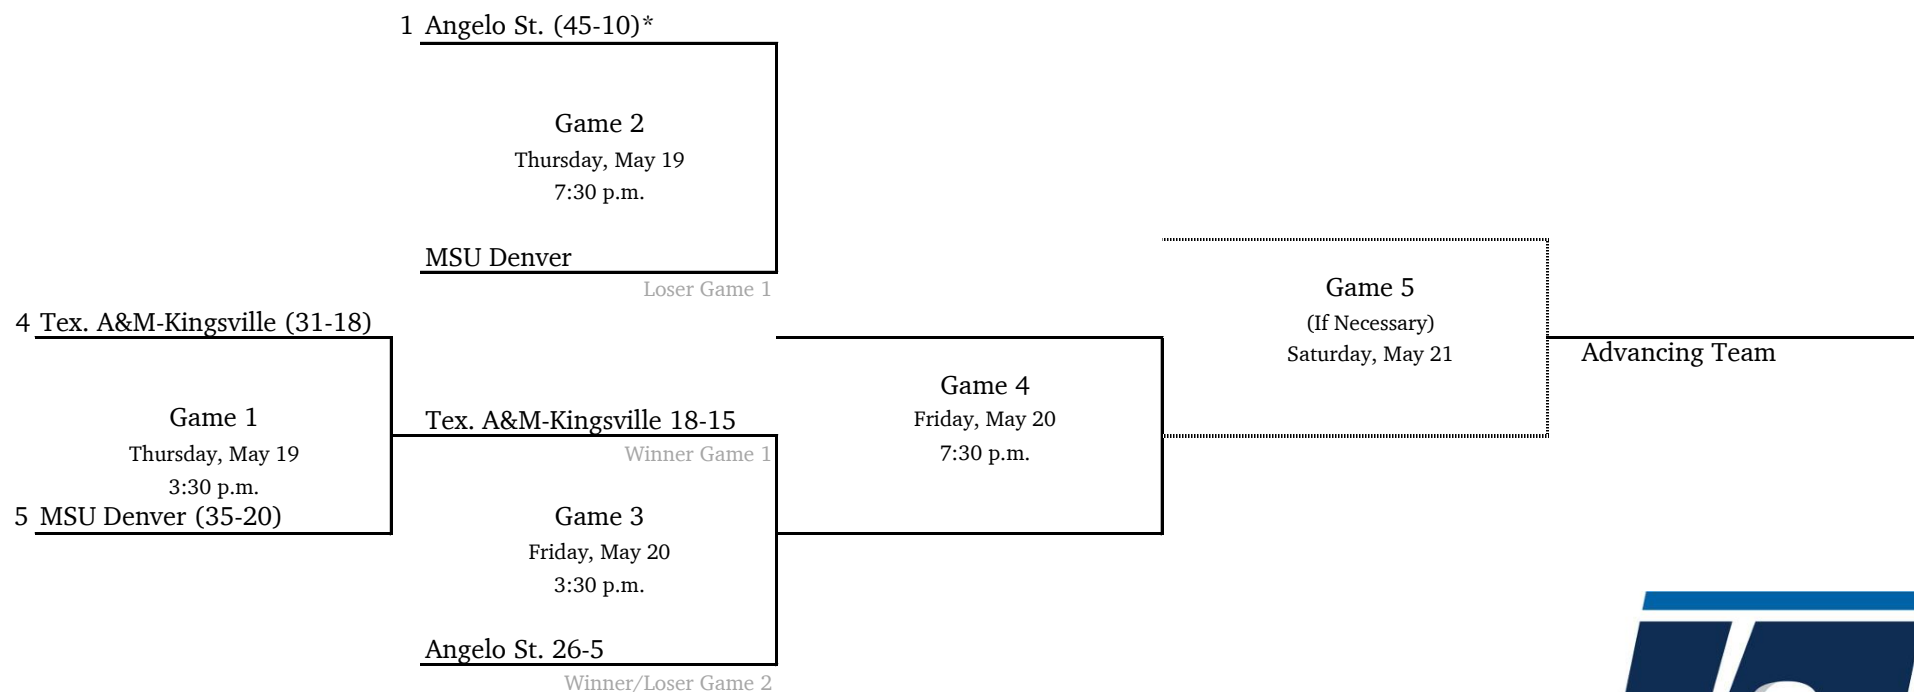 1 Angelo St. (45-10)*
Game 2
Thursday, May 19
7:30 p.m.
MSU Denver
Loser Game 1
4 Tex. A&M-Kingsville (31-18)
Game 1
Thursday, May 19
3:30 p.m.
5 MSU Denver (35-20)
Tex. A&M-Kingsville 18-15
Winner Game 1
Game 3
Friday, May 20
3:30 p.m.
Angelo St. 26-5
Winner/Loser Game 2
Game 4
Friday, May 20
7:30 p.m.
Game 5
(If Necessary)
Saturday, May 21
Advancing Team